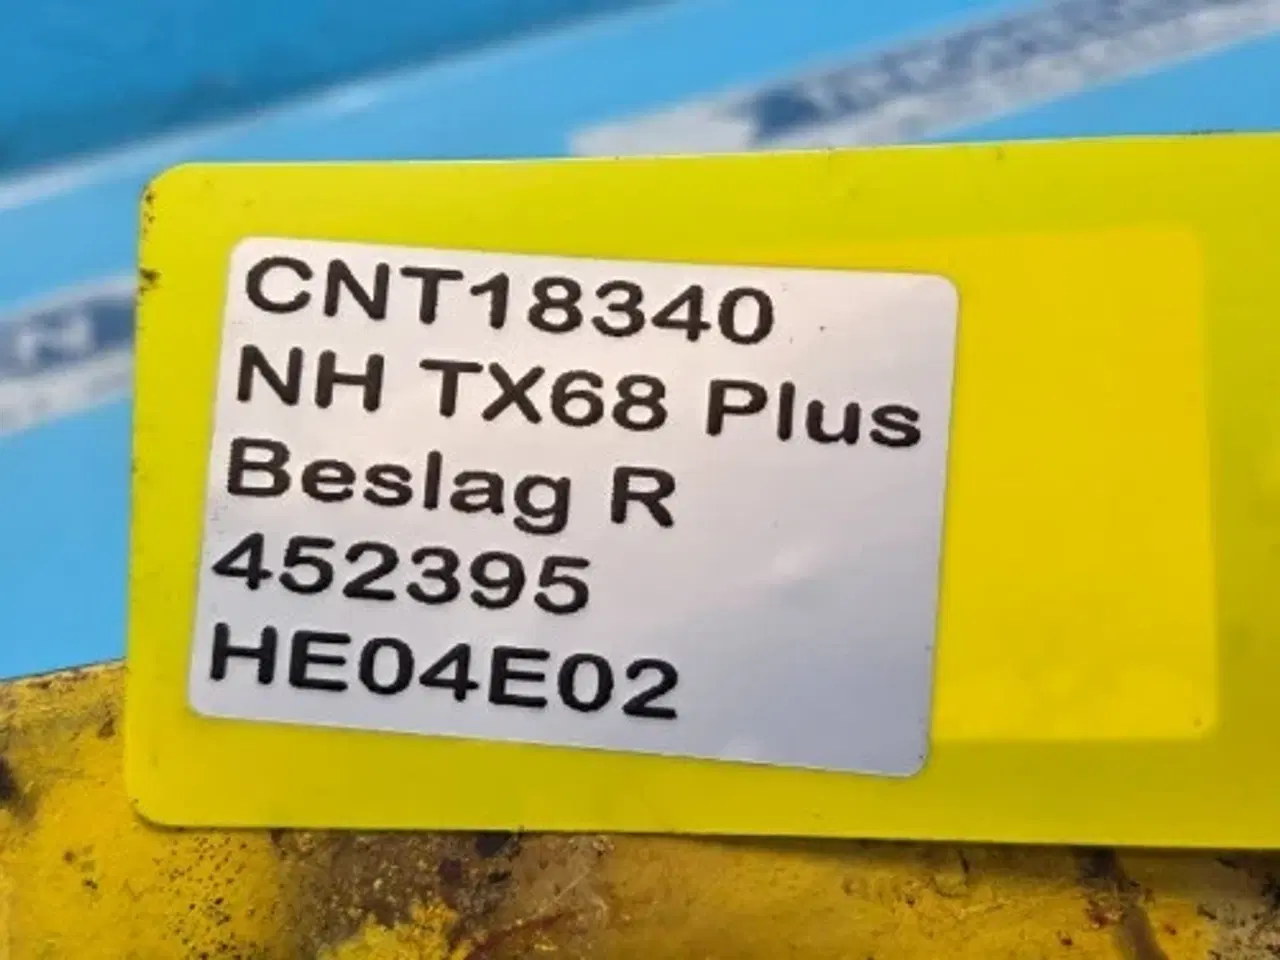 CNT18340
NH TX68 Plus
Beslag R
452395
HE04E02